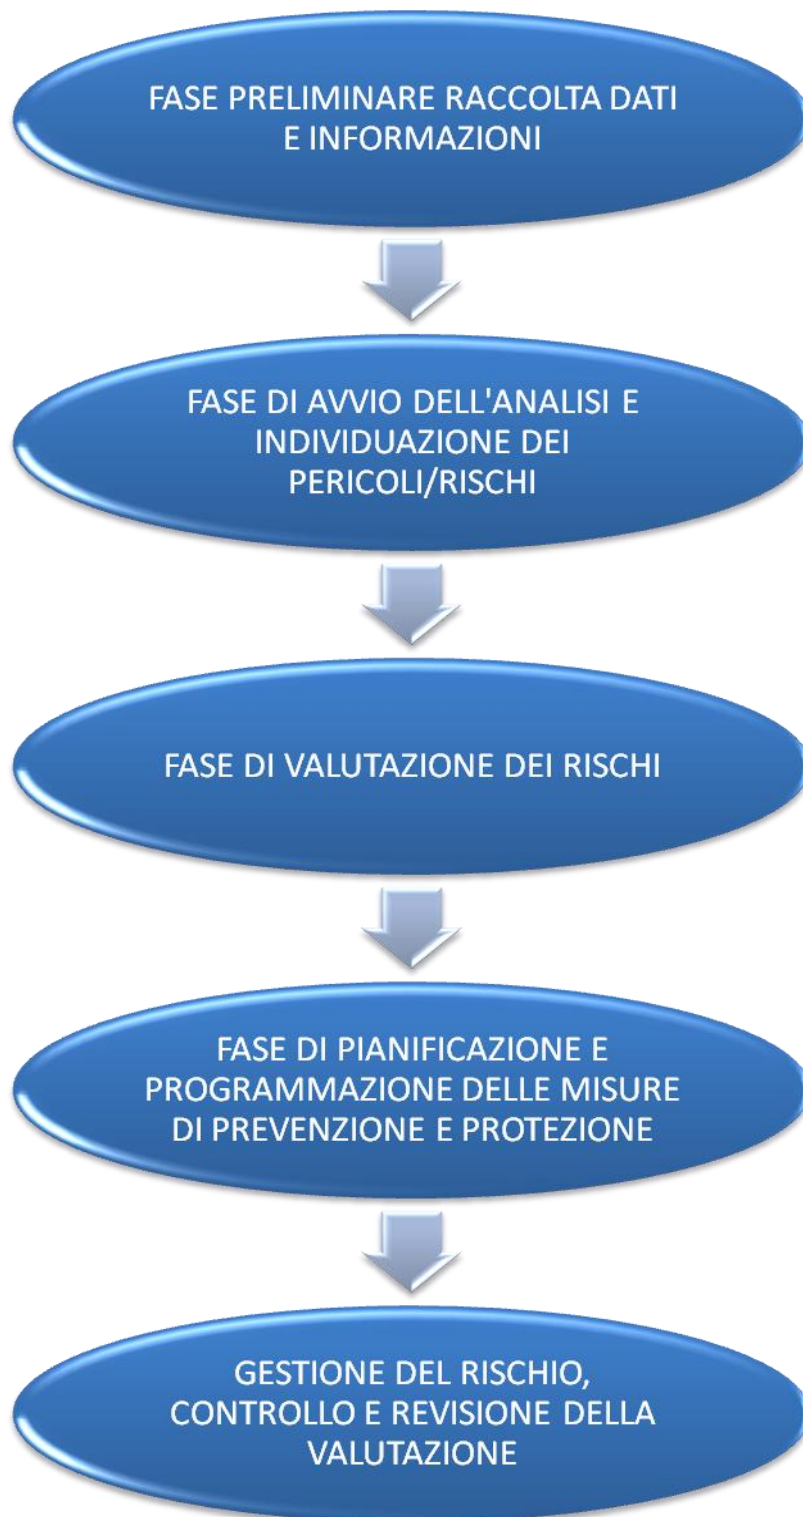 FASE PRELIMINARE RACCOLTA DATI
E INFORMAZIONI
FASE DI AVVIO DELL'ANALISI E
INDIVIDUAZIONE DEI
PERICOLI/RISCHI
FASE DI VALUTAZIONE DEI RISCHI
FASE DI PIANIFICAZIONE E
PROGRAMMAZIONE DELLE MISURE
DI PREVENZIONE E PROTEZIONE
GESTIONE DEL RISCHIO,
CONTROLLO E REVISIONE DELLA
VALUTAZIONE